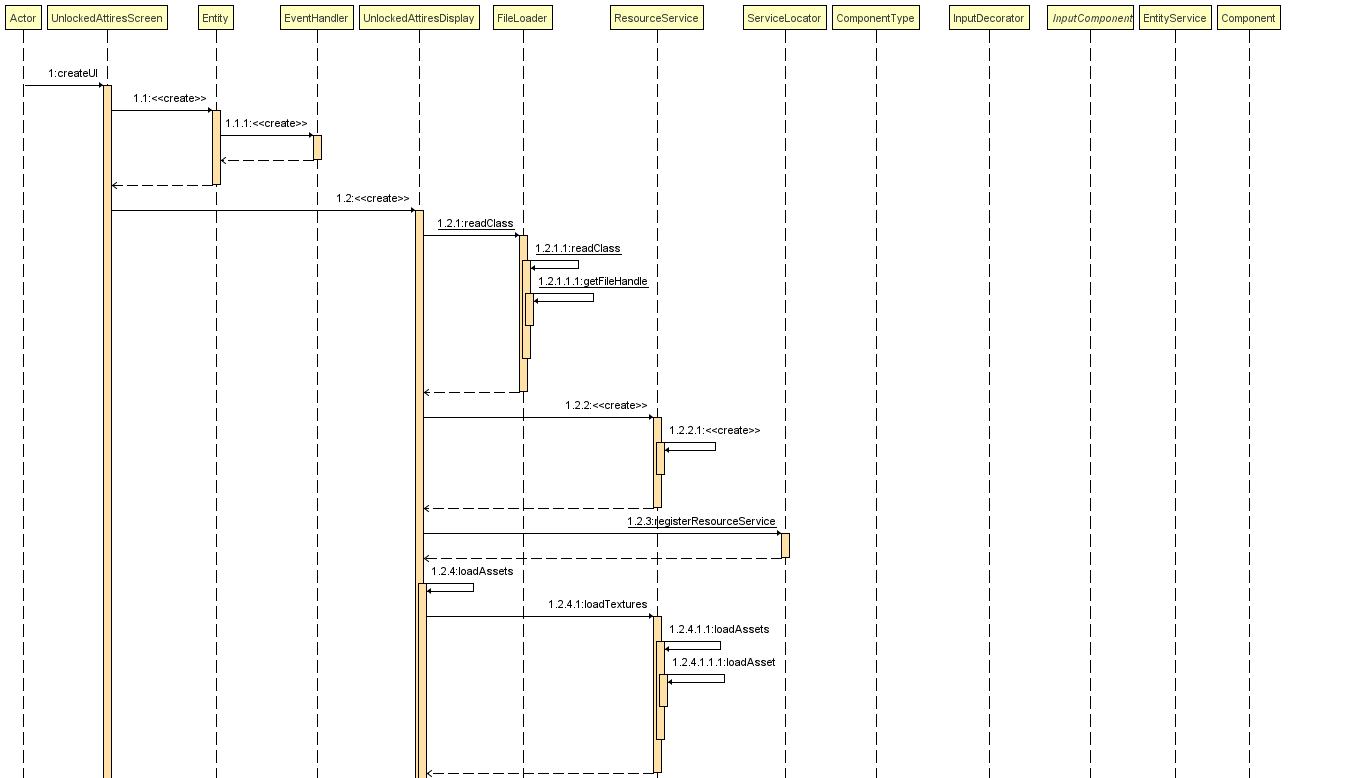 Actor
UnlockedAttiresScreen
Entity
EventHandler
UnlockedAttiresDisplay
FileLoader
ResourceService
ServiceLocator
ComponentType
InputDecorator
InputComponent
EntityService
Component
1:createUI
1.1:<<create>>
1.1.1:<<create>>
1.2:<<create>>
1.2.1:readClass
1.2.1.1:readClass
1.2.1.1.1:getFileHandle
1.2.2:<<create>>
1.2.2.1:<<create>>
1.2.3:registerResourceService
1.2.4:loadAssets
1.2.4.1:loadTextures
1.2.4.1.1:loadAssets
1.2.4.1.1.1:loadAsset